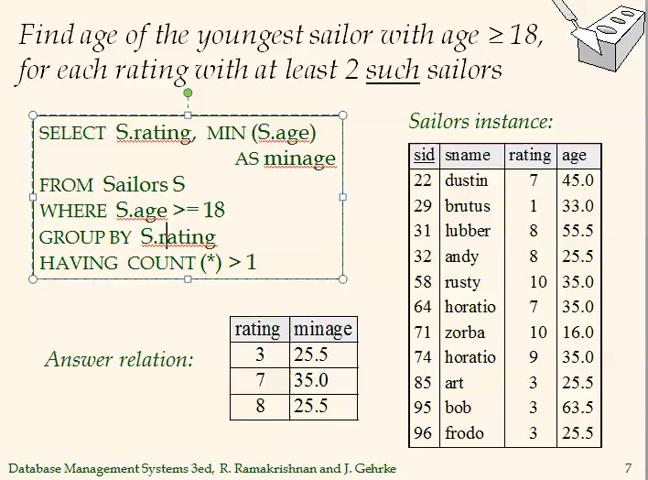 Find age of the youngest sailor with age ≥ 18,
for each rating with at least 2 such sailors
SELECT S.rating, MIN (S.age)
AS minage
FROM Sailors S
WHERE S.age >= 18
GROUP BY S.rating
HAVING COUNT (*) > 1
Sailors instance:
sid sname rating age
22 dustin 7 45.0
29 brutus 1 33.0
31 lubber 8 55.5
32 andy 8 25.5
58 rusty 10 35.0
64 horatio 7 35.0
71 zorba 10 16.0
74 horatio 9 35.0
85 art 3 25.5
95 bob 3 63.5
96 frodo 3 25.5
Answer relation:
rating minage
3 25.5
7 35.0
8 25.5
Database Management Systems 3ed, R. Ramakrishnan and J. Gehrke 7